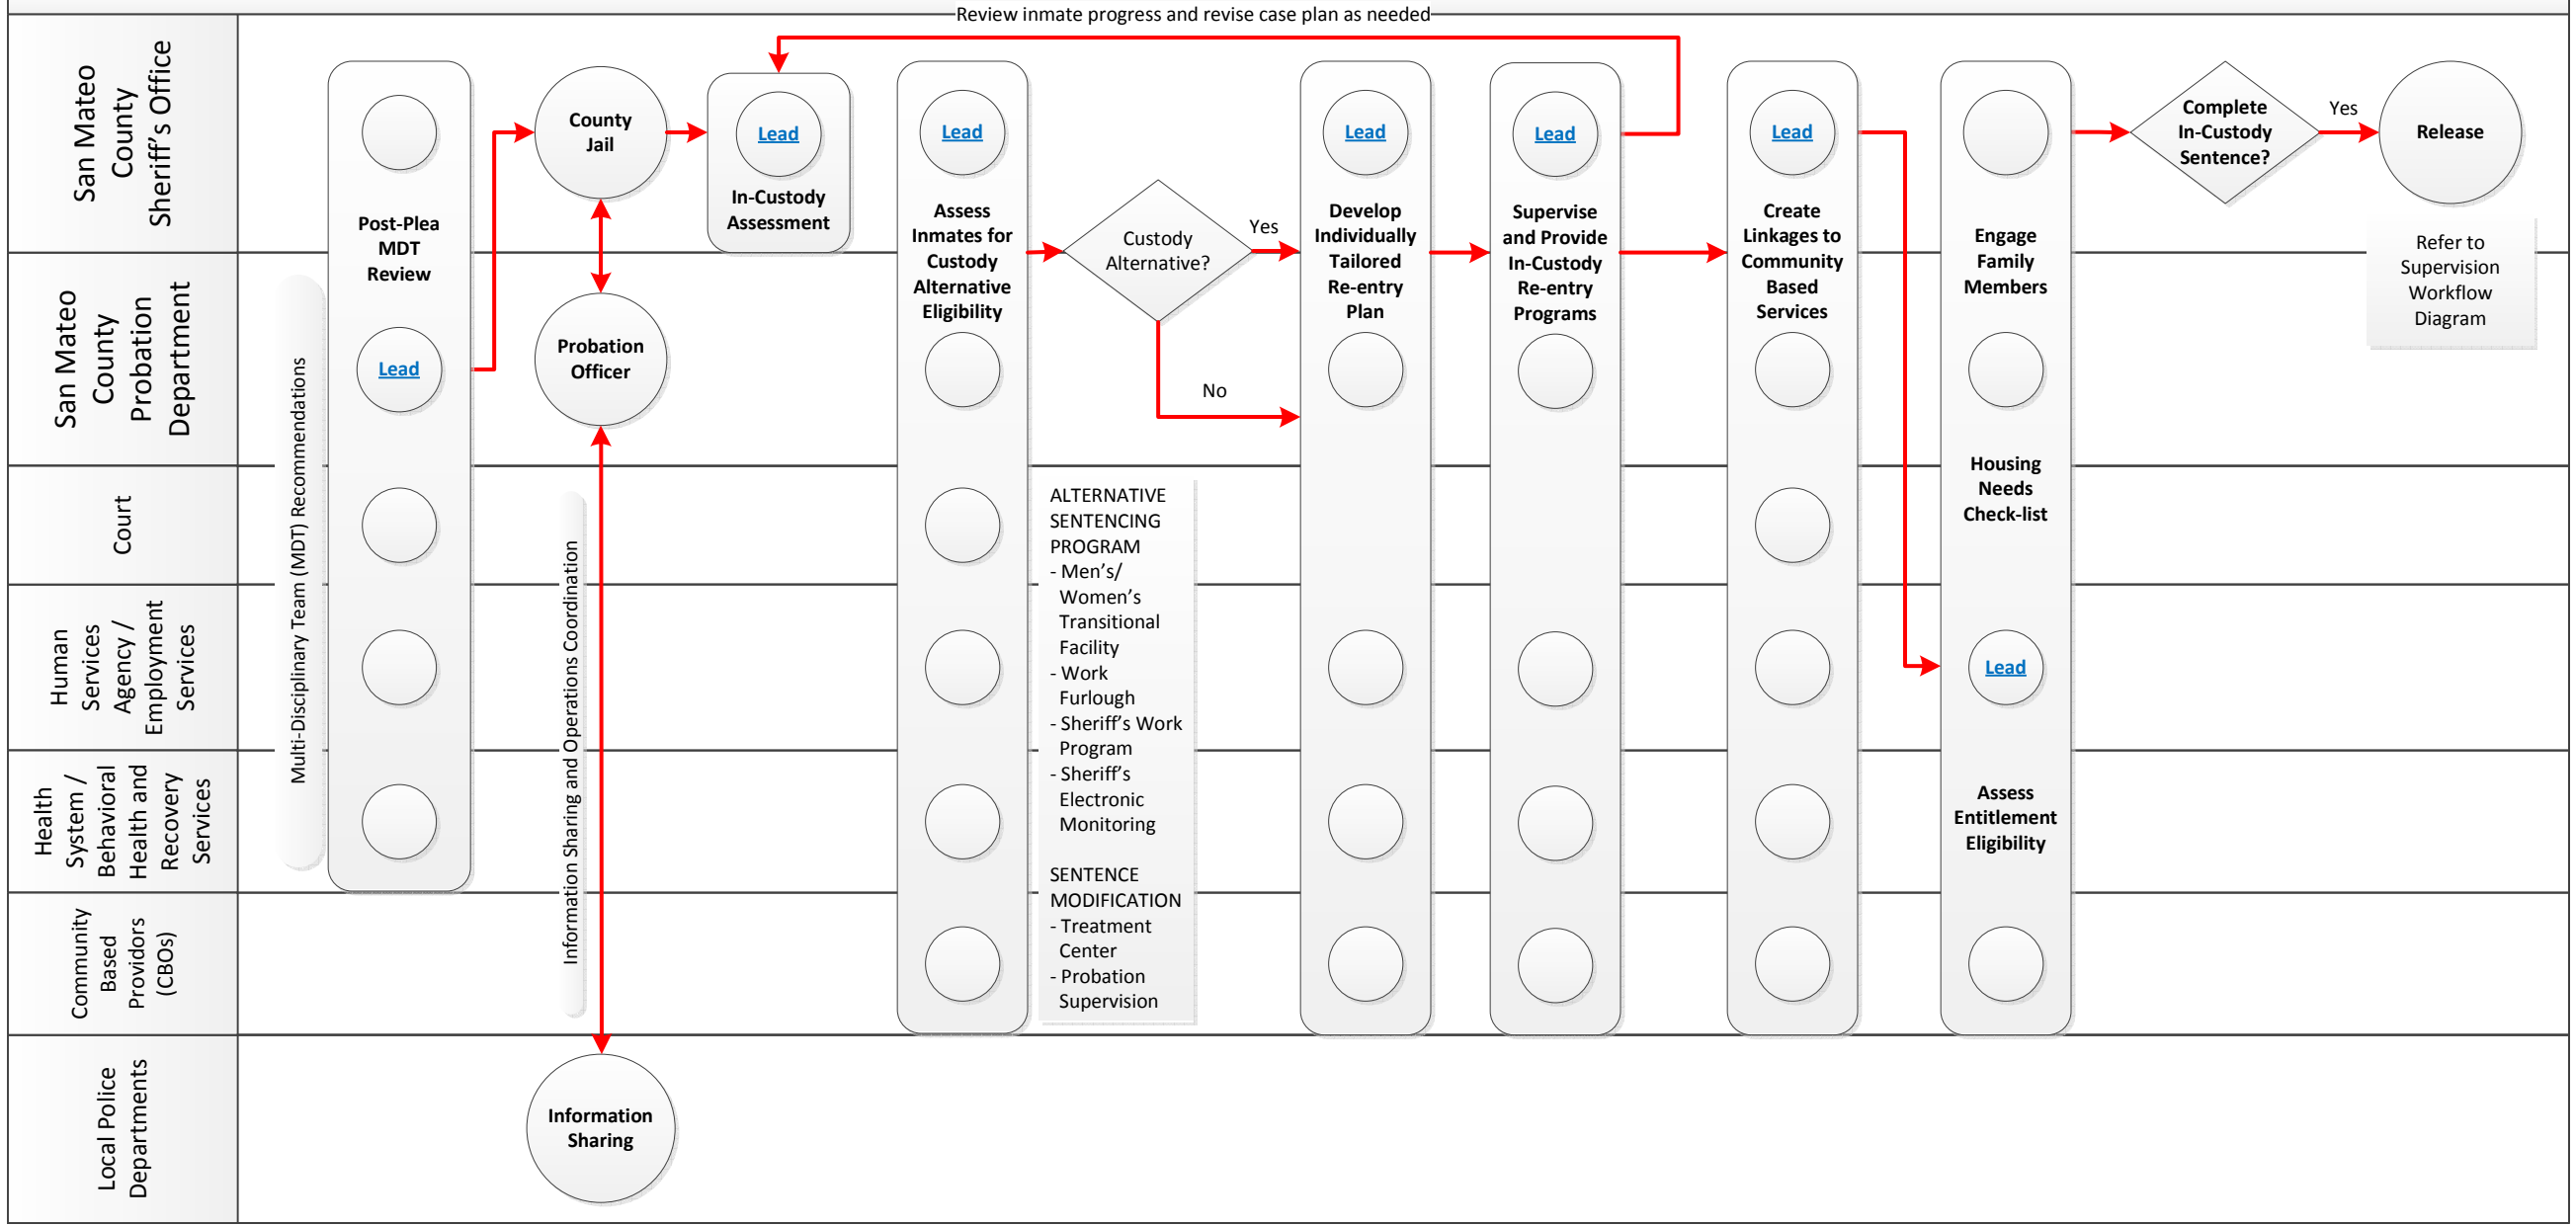 Review inmate progress and revise case plan as needed
San Mateo
County
Sheriff's Office
San Mateo
County
Probation
Department
Court
Human
Services
Agency /
Employment
Services
Health
System /
Behavioral
Health and
Recovery
Services
Community
Based
Providors
(CBOs)
Local Police
Departments
Multi-Disciplinary Team (MDT) Recommendations
Post-Plea
MDT
Review
Lead
County
Jail
Probation
Officer
Information Sharing and Operations Coordination
Information
Sharing
Lead
In-Custody
Assessment
Lead
Assess
Inmates for
Custody
Alternative
Eligibility
Custody
Alternative?
Yes
No
ALTERNATIVE
SENTENCING
PROGRAM
- Men's/
Women's
Transitional
Facility
- Work
Furlough
- Sheriff's Work
Program
- Sheriff's
Electronic
Monitoring
SENTENCE
MODIFICATION
- Treatment
Center
- Probation
Supervision
Lead
Develop
Individually
Tailored
Re-entry
Plan
Lead
Supervise
and Provide
In-Custody
Re-entry
Programs
Lead
Create
Linkages to
Community
Based
Services
Engage
Family
Members
Housing
Needs
Check-list
Lead
Assess
Entitlement
Eligibility
Complete
In-Custody
Sentence?
Yes
Release
Refer to
Supervision
Workflow
Diagram